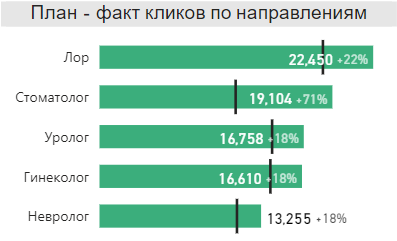 План - факт кликов по направлениям
Лор 22,450 +22%
Стоматолог 19,104 +71%
Уролог 16,758 +18%
Гинеколог 16,610 +18%
Невролог 13,255 +18%